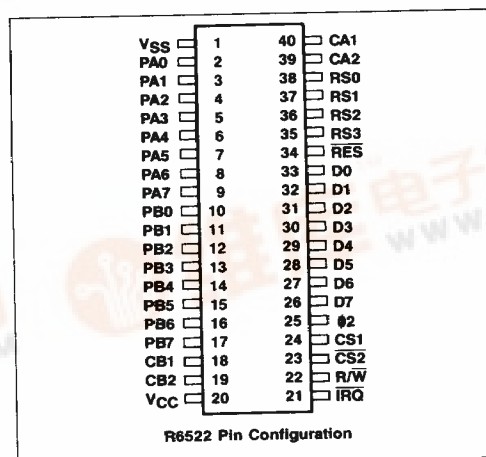 VSS 1 40 CA1
PA0 2 39 CA2
PA1 3 38 RS0
PA2 4 37 RS1
PA3 5 36 RS2
PA4 6 35 RS3
PA5 7 34 RES
PA6 8 33 D0
PA7 9 32 D1
PB0 10 31 D2
PB1 11 30 D3
PB2 12 29 D4
PB3 13 28 D5
PB4 14 27 D6
PB5 15 26 D7
PB6 16 25 ϕ2
PB7 17 24 CS1
CB1 18 23 CS2
CB2 19 22 R/W
VCC 20 21 IRQ
R6522 Pin Configuration